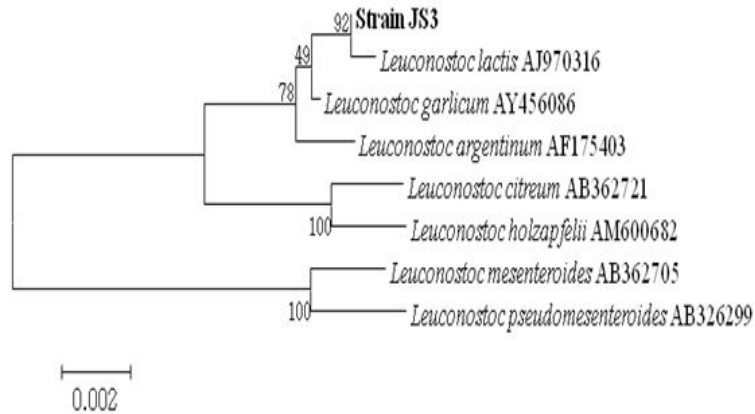 92 Strain JS3
Leuconostoc lactis AJ970316
49
Leuconostoc garlicum AY456086
78
Leuconostoc argentinum AF175403
Leuconostoc citreum AB362721
100
Leuconostoc holzapfelii AM600682
Leuconostoc mesenteroides AB362705
100
Leuconostoc pseudomesenteroides AB326299
0.002